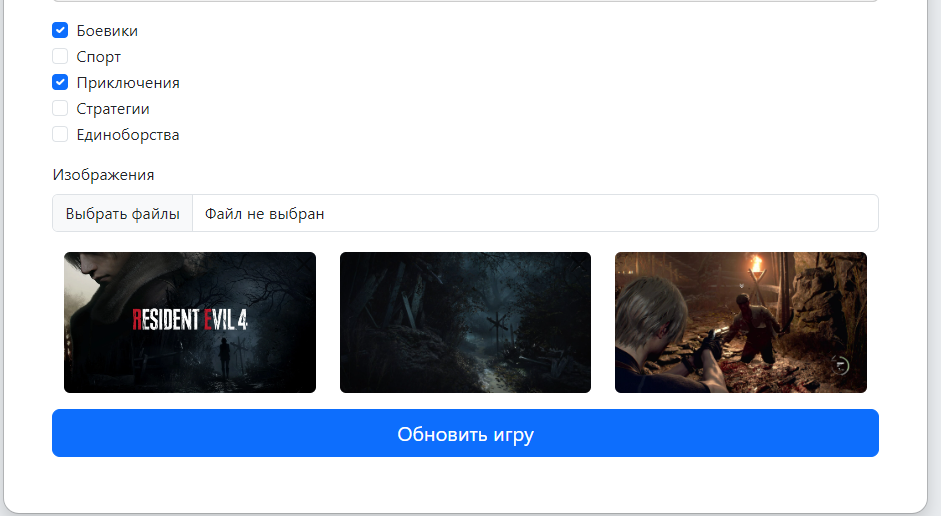 Боевики
Спорт
Приключения
Стратегии
Единоборства
Изображения
Выбрать файлы Файл не выбран
RESIDENT EVIL 4
Обновить игру